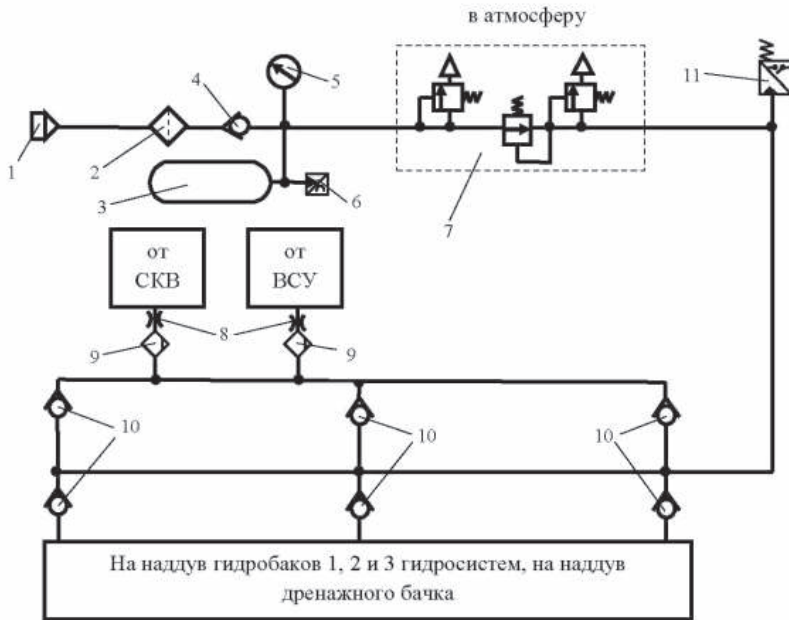 в атмосферу
4
5
11
1
2
3
6
7
от
СКВ
от
ВСУ
8
9
9
10
10
10
10
На наддув гидробаков 1, 2 и 3 гидросистем, на наддув
дренажного бачка